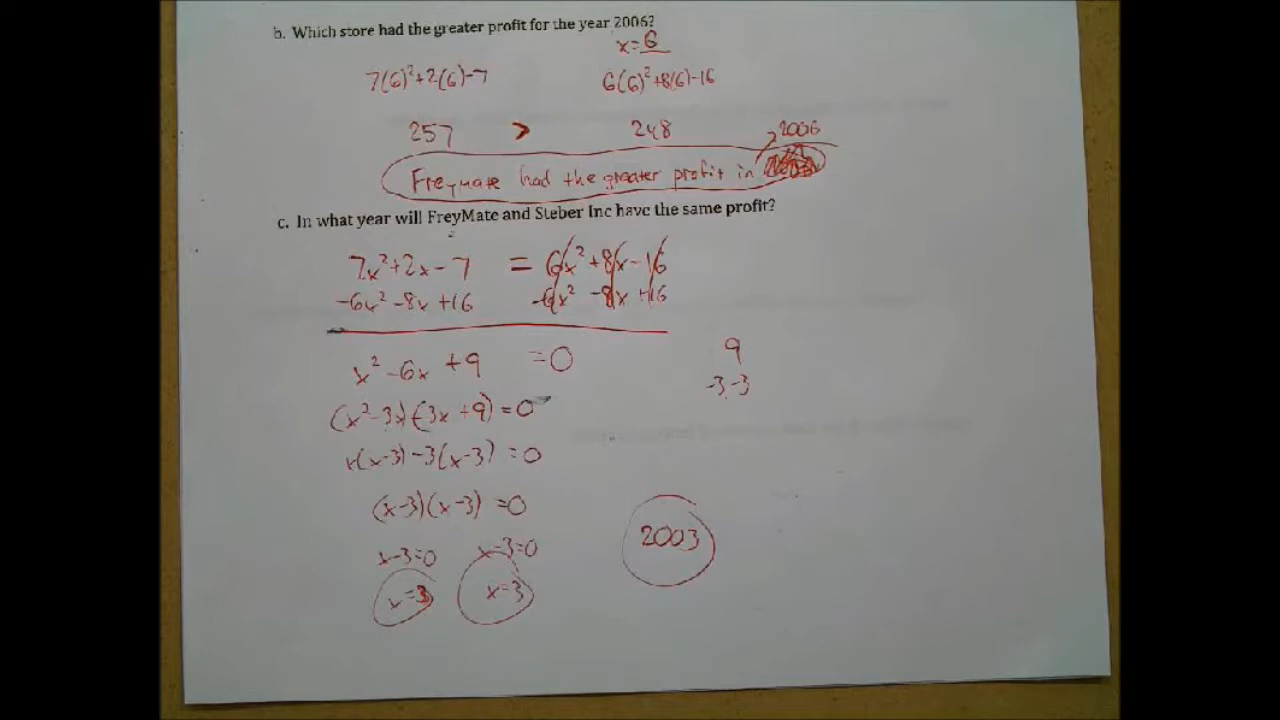 b. Which store had the greater profit for the year 2006?
x=6
7(6)²+2(6)-7 6(6)²+8(6)-16
257 > 248 2006
FreyMate had the greater profit in
c. In what year will FreyMate and Steber Inc have the same profit?
7x²+2x-7 = 6x²+8x-16
-6x²-8x+16 -6x²-8x+16
x²-6x+9 =0 9
-3,-3
(x²-3x)(-3x+9)=0
x(x-3)-3(x-3)=0
(x-3)(x-3)=0
2003
x-3=0 x-3=0
x=3 x=3